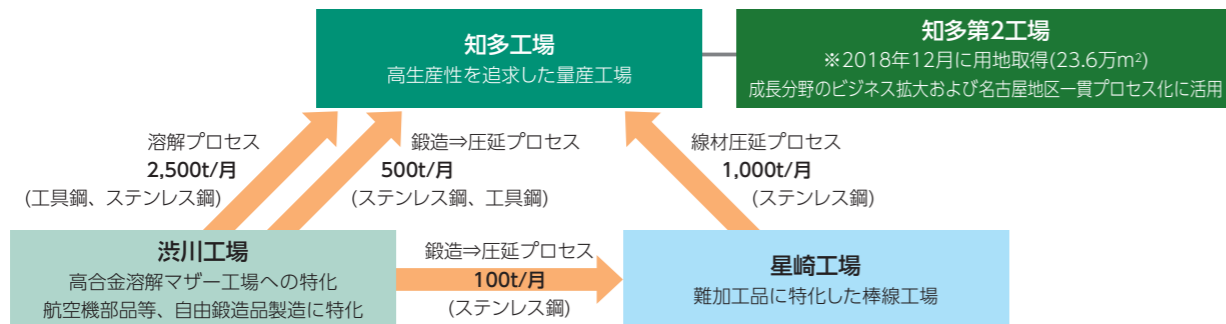 知多工場
高生産性を追求した量産工場
知多第2工場
※2018年12月に用地取得(23.6万m²)
成長分野のビジネス拡大および名古屋地区一貫プロセス化に活用
溶解プロセス
2,500t/月
(工具鋼、ステンレス鋼)
鍛造⇒圧延プロセス
500t/月
(ステンレス鋼、工具鋼)
線材圧延プロセス
1,000t/月
(ステンレス鋼)
渋川工場
高合金溶解マザー工場への特化
航空機部品等、自由鍛造品製造に特化
鍛造⇒圧延プロセス
100t/月
(ステンレス鋼)
星崎工場
難加工品に特化した棒線工場